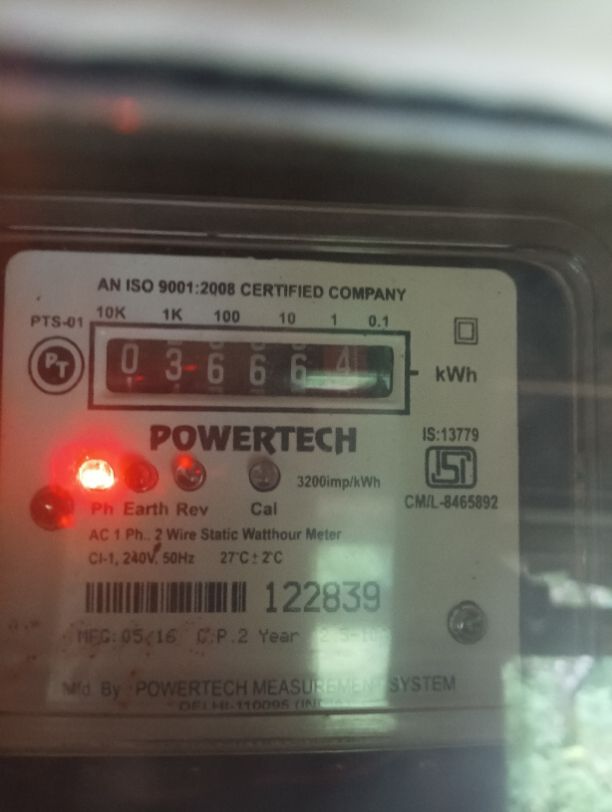 AN ISO 9001:2008 CERTIFIED COMPANY
PTS-01 10K 1K 100 10 1 0.1
PT 0 3 6 6 6 4 kWh
POWERTECH
IS:13779
ISI
3200imp/kWh
CM/L-8465892
Ph Earth Rev Cal
AC 1 Ph., 2 Wire Static Watthour Meter
Cl-1, 240V, 50Hz 27°C ± 2°C
122839
MFG:05/16 G.P.2 Year
Mfd. By POWERTECH MEASUREMENT SYSTEM
DELHI-110095